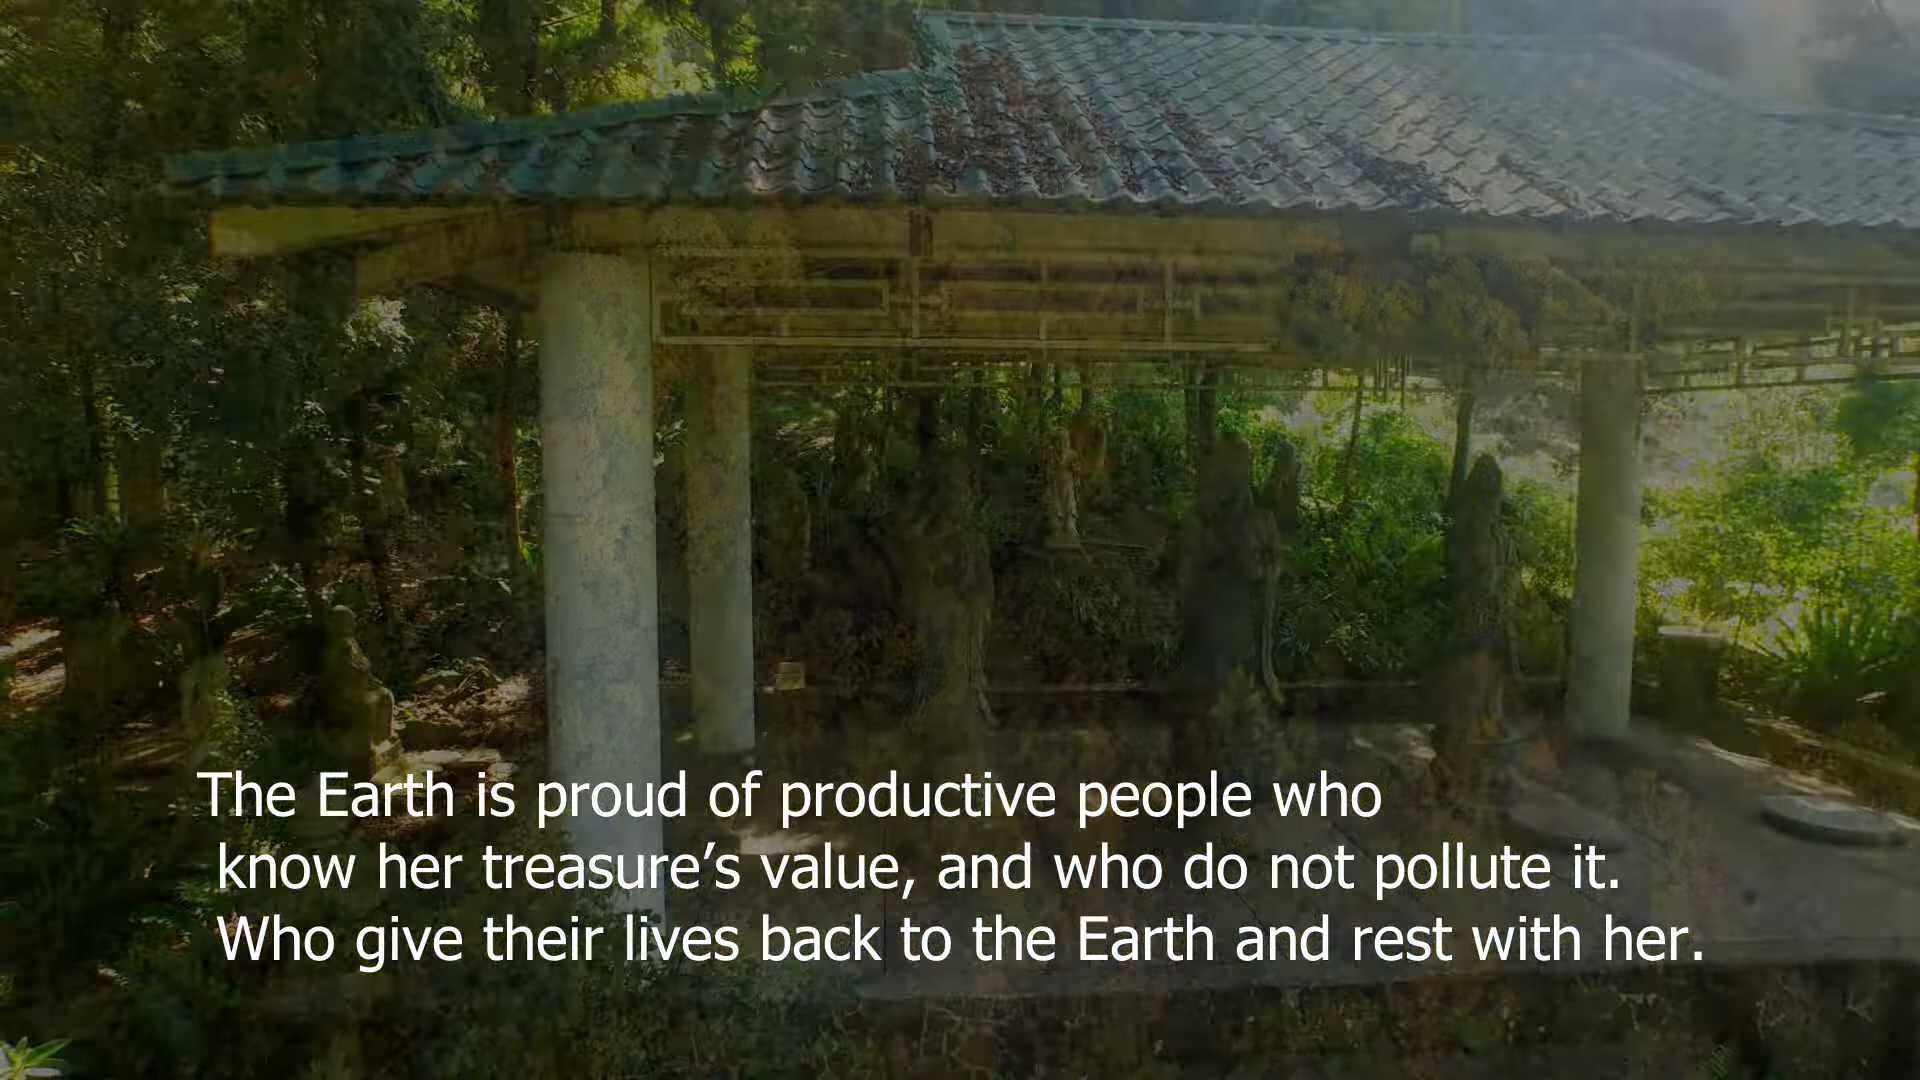 The Earth is proud of productive people who
know her treasure’s value, and who do not pollute it.
Who give their lives back to the Earth and rest with her.